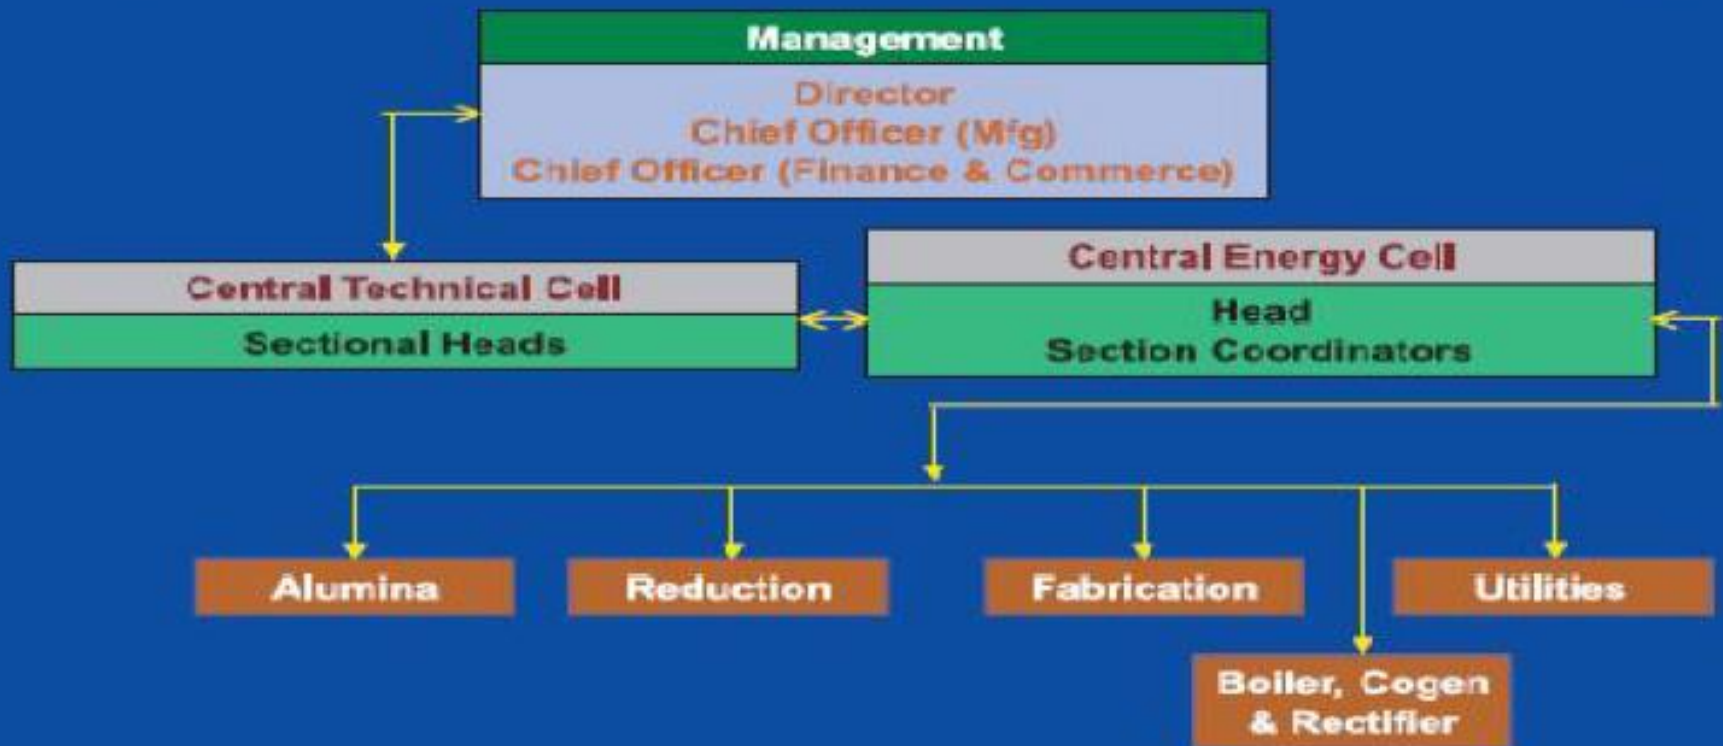 Management
Director
Chief Officer (Mfg)
Chief Officer (Finance & Commerce)
Central Technical Cell
Sectional Heads
Central Energy Cell
Head
Section Coordinators
Alumina
Reduction
Fabrication
Utilities
Boiler, Cogen
& Rectifier